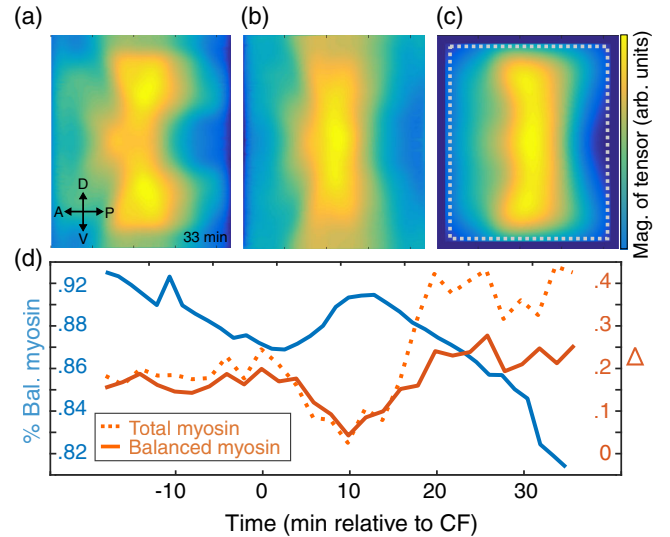 (a)
(b)
(c)
D
A P
V
33 min
Mag. of tensor (arb. units)
(d)
% Bal. myosin
.92
.88
.86
.84
.82
Total myosin
Balanced myosin
.4
.3
.2
.1
0
Δ
-10
0
10
20
30
Time (min relative to CF)